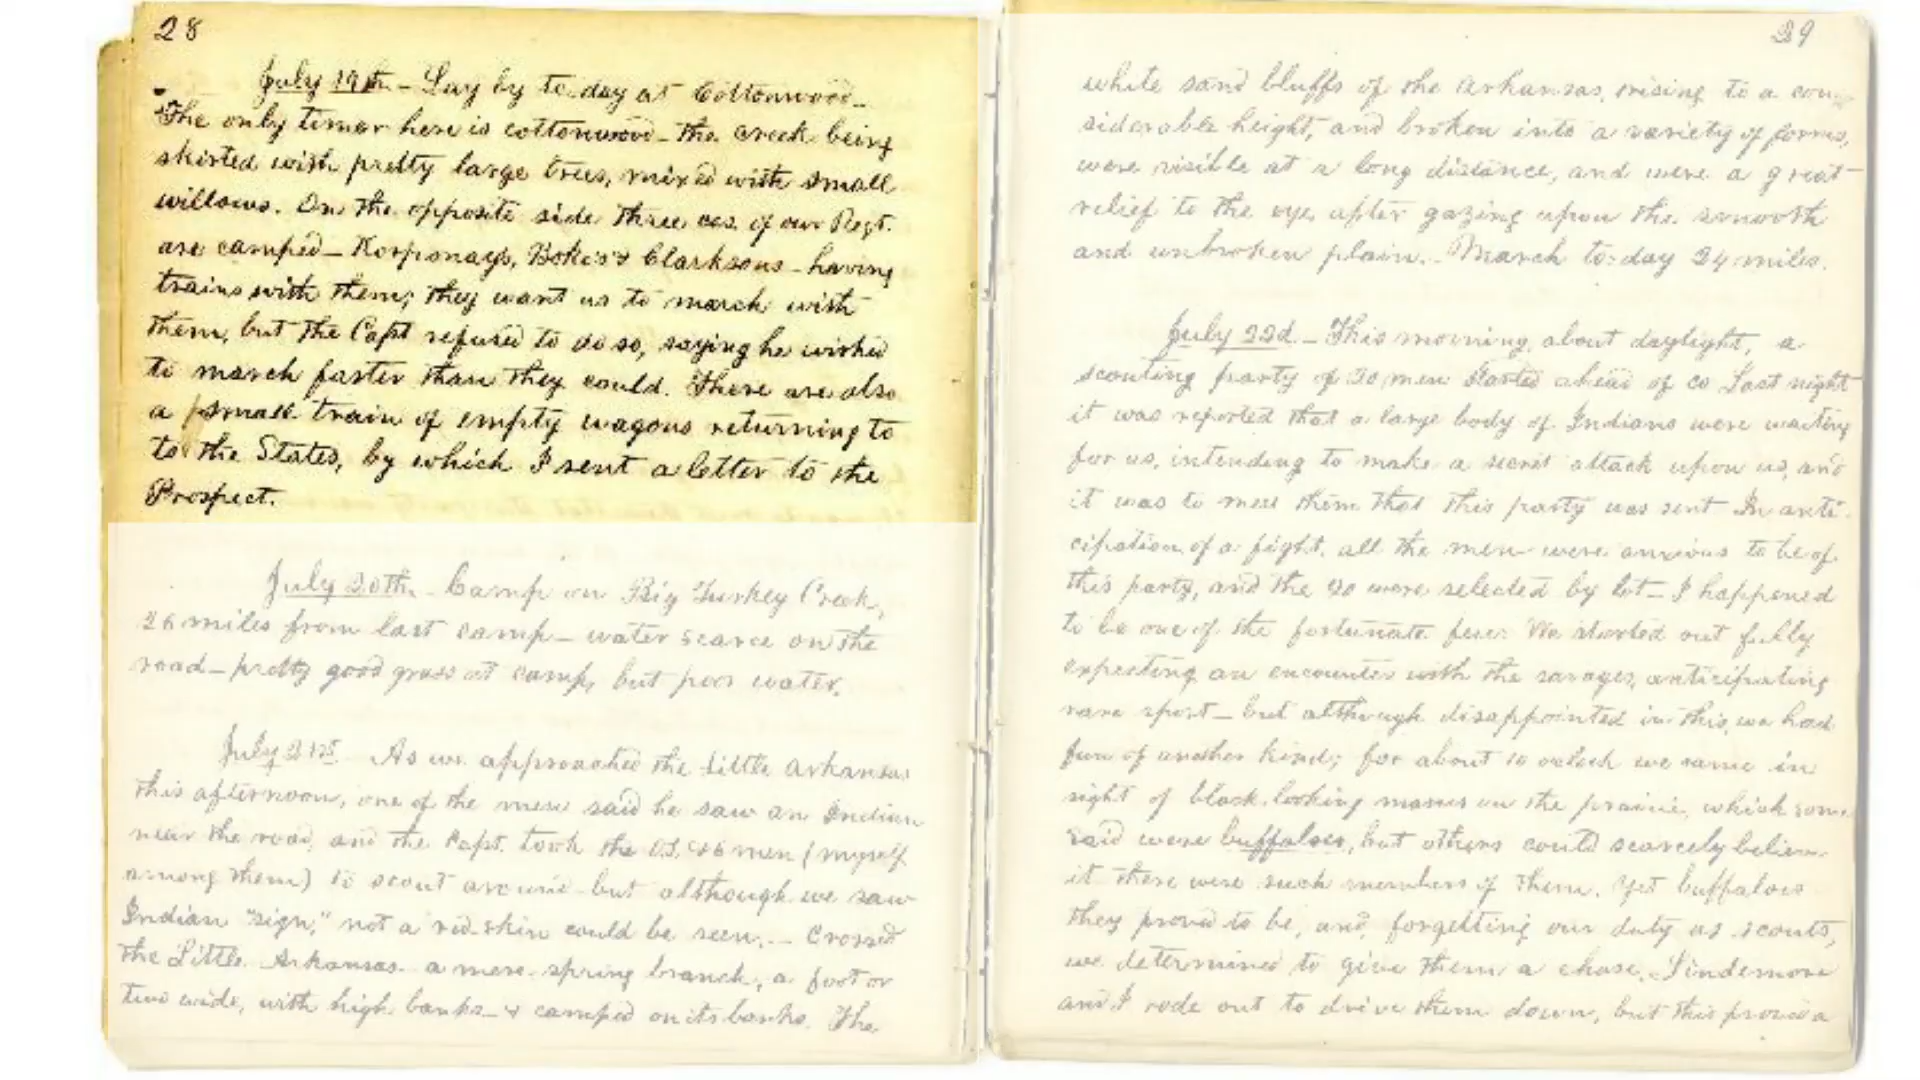 28
July 19th. - Lay by to-day at Cottonwood -
The only timer here is cottonwood - the creek being
skirted with pretty large trees, mixed with small
willows. On the opposite side three cos. of our Regt.
are camped - Korponays, Boke's & Clarksons - having
trains with them; they want us to march with
them, but the Capt refused to do so, saying he wished
to march faster than they could. There are also
a small train of empty wagons returning to
to the States, by which I sent a letter to the
Prospect.
July 20th. - Camp on Big Turkey Creek,
26 miles from last camp - water scarce on the
road - pretty good grass at camp, but poor water.
July 21st. As we approached the Little Arkansas
this afternoon, one of the men said he saw an Indian
near the road, and the Capt. took the O.S. & 6 men (myself
among them) to scout around - but although we saw
Indian "sign," not a red-skin could be seen. - Crossed
the Little Arkansas - a mere spring branch, a foot or
two wide, with high banks - & camped on its banks. The
29
white sand bluffs of the Arkansas, rising to a con-
siderable height, and broken into a variety of forms,
were visible at a long distance, and were a great
relief to the eye, after gazing upon the smooth
and unbroken plain. - March to-day 24 miles.
July 22d. - This morning, about daylight, a
scouting party of 20 men started ahead of co. Last night
it was reported that a large body of Indians were waiting
for us, intending to make a secret attack upon us, and
it was to meet them that this party was sent. In anti-
cipation of a fight, all the men were anxious to be of
this party, and the 20 were selected by lot - I happened
to be one of the fortunate few. We started out fully
expecting an encounter with the savages, anticipating
rare sport - but although disappointed in this, we had
fun of another kind; for about 10 oclock we came in
sight of black looking masses on the prairie, which some
said were buffaloes, but others could scarcely believe
it there were such numbers of them. Yet buffaloes
they proved to be, and, forgetting our duty as scouts,
we determined to give them a chase. Lindemore
and I rode out to drive them down, but this proved a